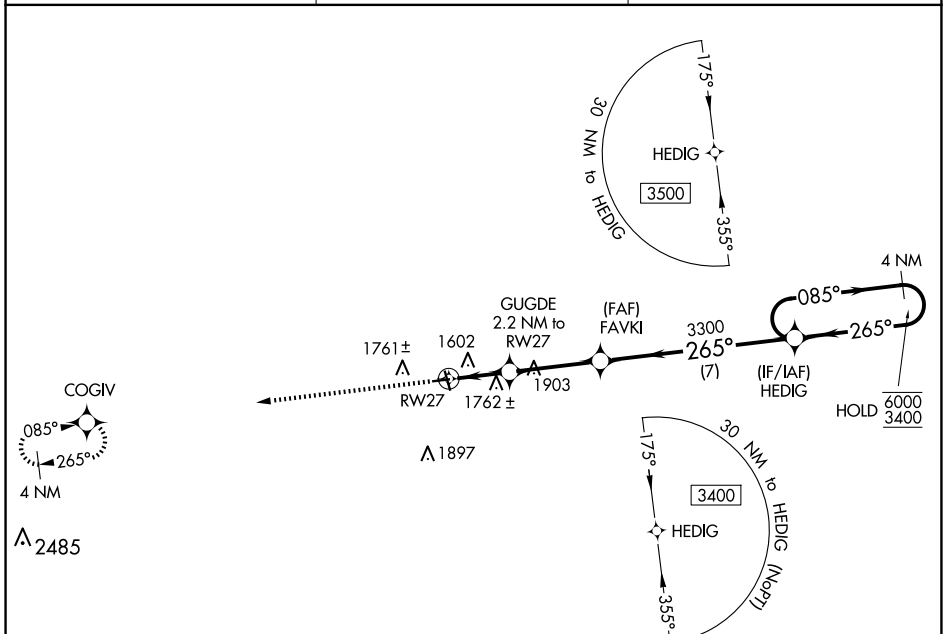 175°
30 NM to HEDIG
HEDIG
3500
355°
4 NM
085°
265°
GUGDE
2.2 NM to
RW27
(FAF)
FAVKI
3300
265°
(7)
(IF/IAF)
HEDIG
HOLD 6000
3400
1761±
1602
1903
1762 ±
RW27
COGIV
085°
265°
4 NM
1897
2485
175°
30 NM to HEDIG (NoPT)
3400
HEDIG
355°